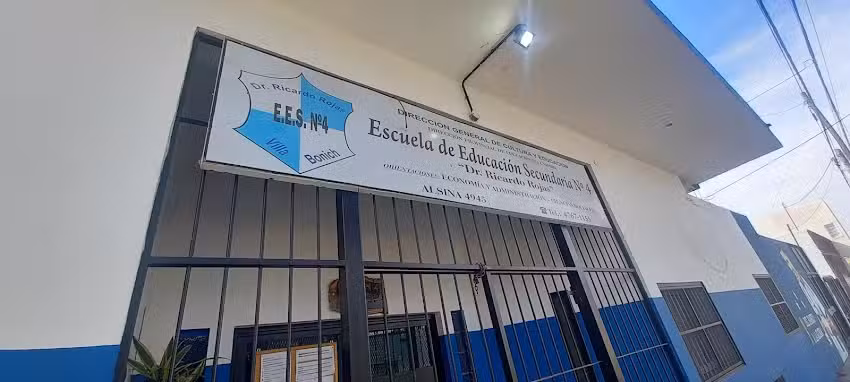 Dr. Ricardo Rojas
E.E.S. Nº4
Villa
Bonich
DIRECCIÓN GENERAL DE CULTURA Y EDUCACIÓN
Escuela de Educación Secundaria Nº 4
"Dr. Ricardo Rojas"
ORIENTACIONES: ECONOMÍA Y ADMINISTRACIÓN
ALSINA 4945